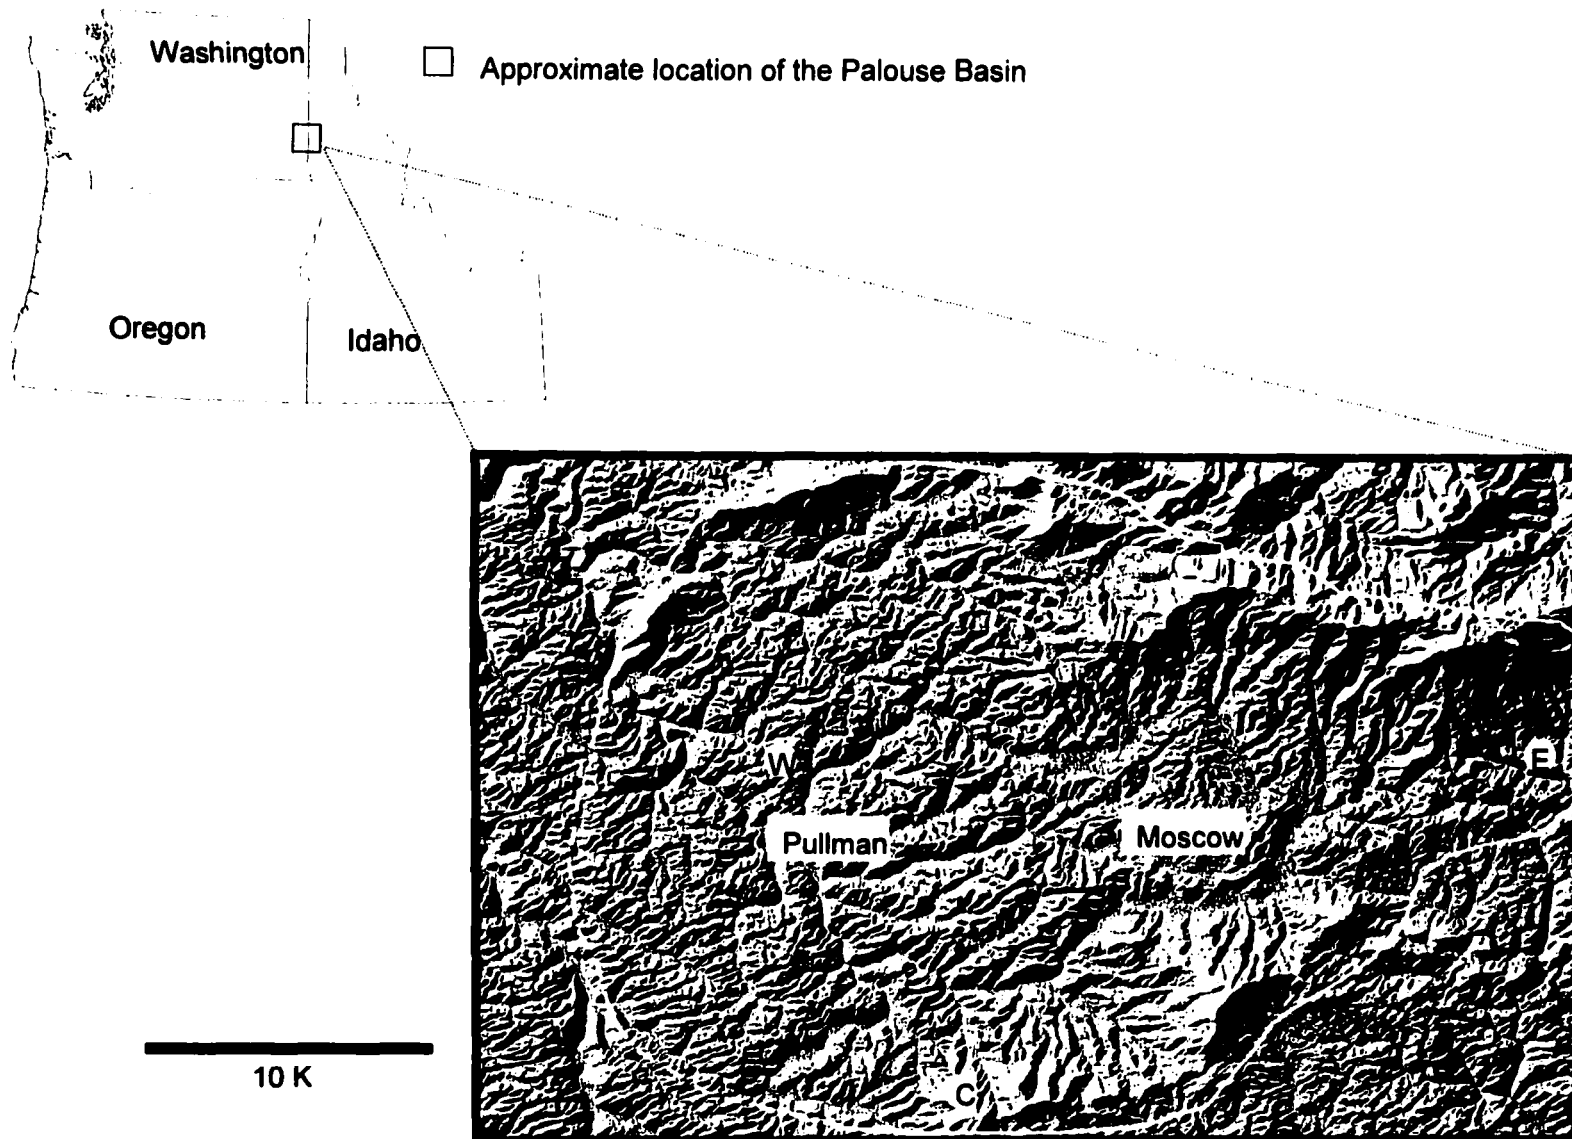 Washington
Approximate location of the Palouse Basin
Oregon
Idaho
W
E
Pullman
Moscow
C
10 K